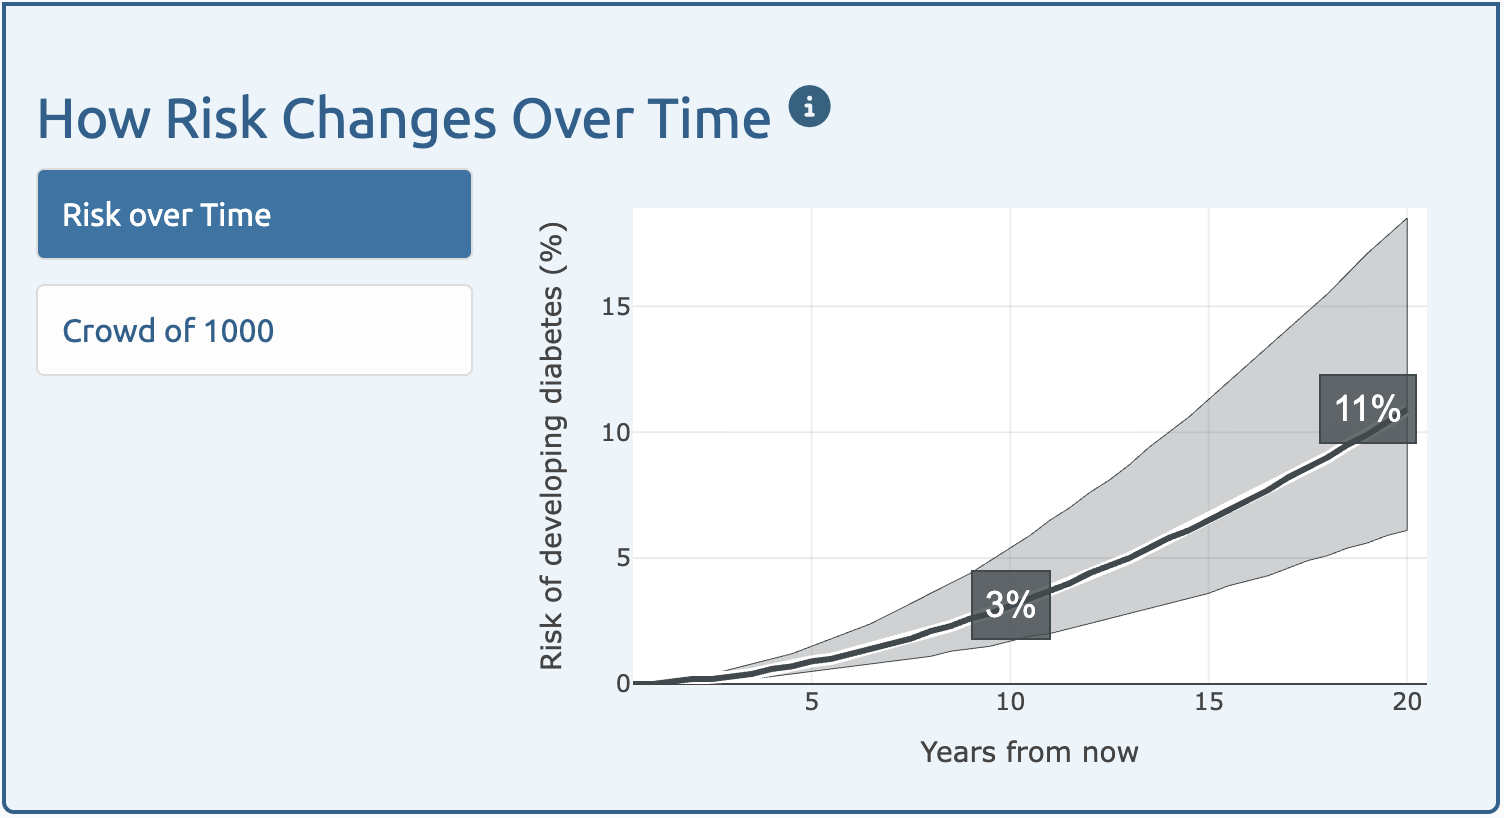 How Risk Changes Over Time
Risk over Time
Crowd of 1000
Risk of developing diabetes (%)
15
10
5
0
11%
3%
5
10
15
20
Years from now